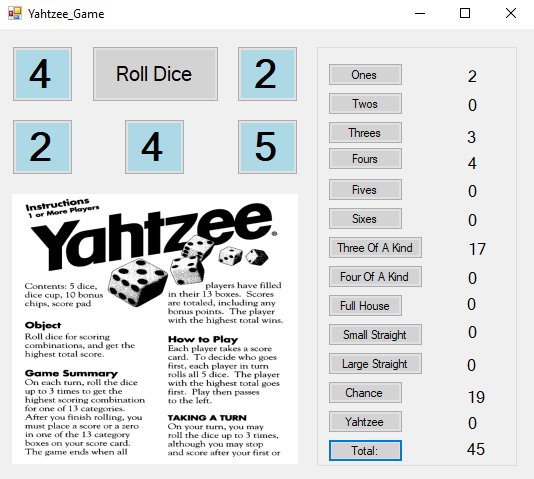 Yahtzee_Game
4
Roll Dice
2
2
4
5
Instructions
1 or More Players
Yahtzee®
Contents: 5 dice,
dice cup, 10 bonus
chips, score pad
Object
Roll dice for scoring
combinations, and get the
highest total score.
Game Summary
On each turn, roll the dice
up to 3 times to get the
highest scoring combination
for one of 13 categories.
After you finish rolling, you
must place a score or a zero
in one of the 13 category
boxes on your score card.
The game ends when all
players have filled
in their 13 boxes. Scores
are totaled, including any
bonus points. The player
with the highest total wins.
How to Play
Each player takes a score
card. To decide who goes
first, each player in turn
rolls all 5 dice. The player
with the highest total goes
first. Play then passes
to the left.
TAKING A TURN
On your turn, you may
roll the dice up to 3 times,
although you may stop
and score after your first or
Ones 2
Twos 0
Threes 3
Fours 4
Fives 0
Sixes 0
Three Of A Kind 17
Four Of A Kind 0
Full House 0
Small Straight 0
Large Straight 0
Chance 19
Yahtzee 0
Total: 45